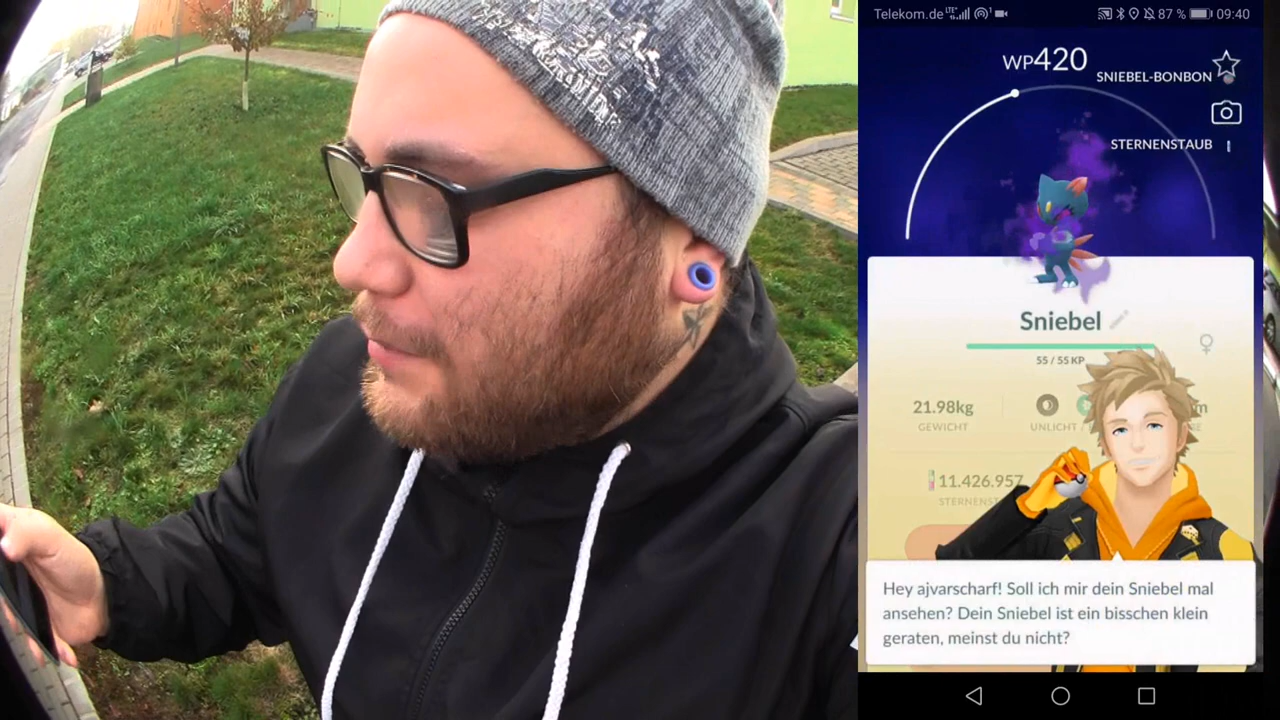 Telekom.de LTE 87 % 09:40
WP420
SNIEBEL-BONBON
STERNENSTAUB
Sniebel
55 / 55 KP
21.98kg
GEWICHT
UNLICHT /
11.426.957
Hey ajvarscharf! Soll ich mir dein Sniebel mal
ansehen? Dein Sniebel ist ein bisschen klein
geraten, meinst du nicht?